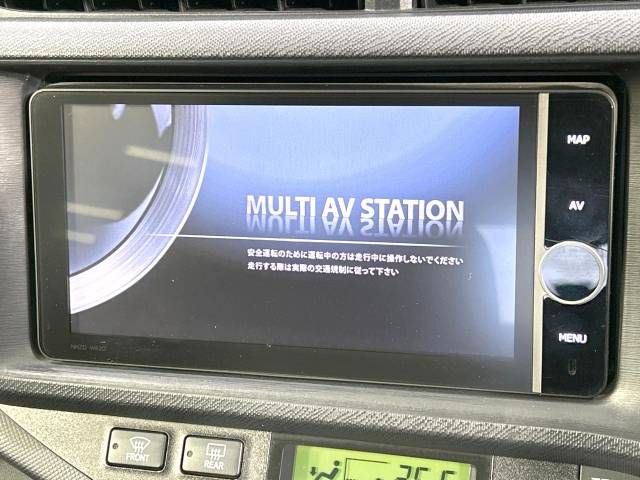 MAP
AV
MULTI AV STATION
安全運転のために運転中の方は走行中に操作しないでください
走行する際は実際の交通規制に従って下さい
MENU
NHZD-W62G
FRONT
REAR